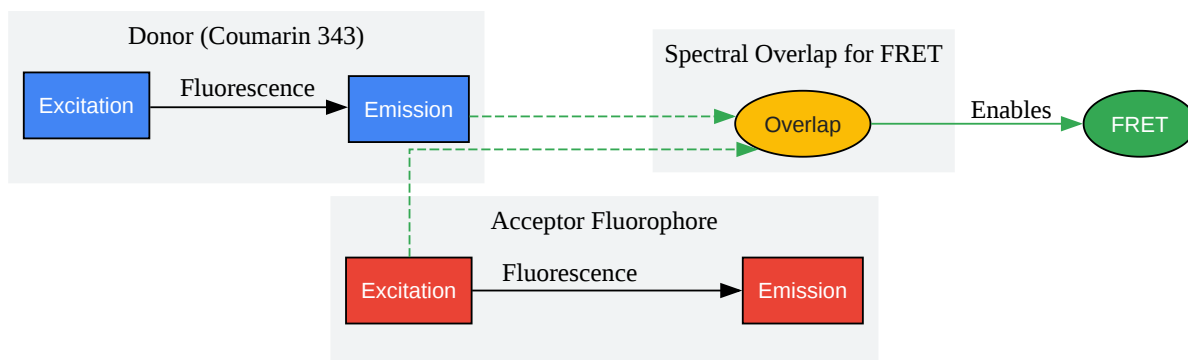 Donor (Coumarin 343)
Excitation
Fluorescence
Emission
Spectral Overlap for FRET
Overlap
Enables
FRET
Acceptor Fluorophore
Excitation
Fluorescence
Emission